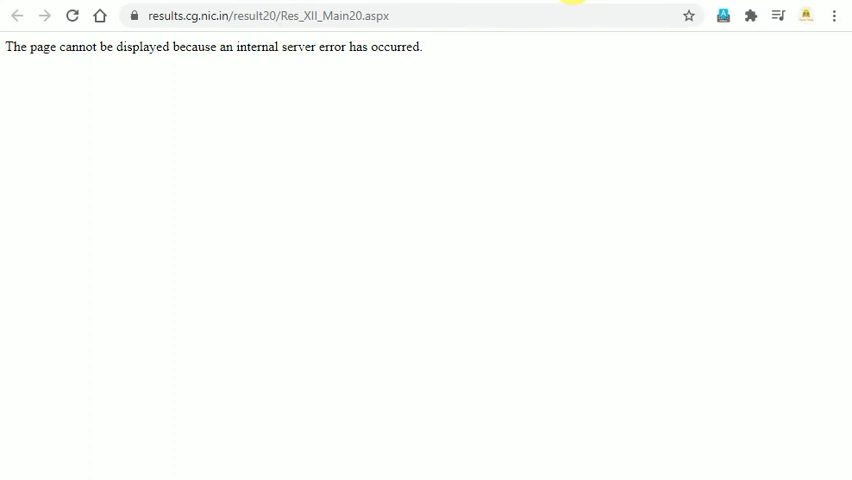 results.cg.nic.in/result20/Res_XII_Main20.aspx
The page cannot be displayed because an internal server error has occurred.